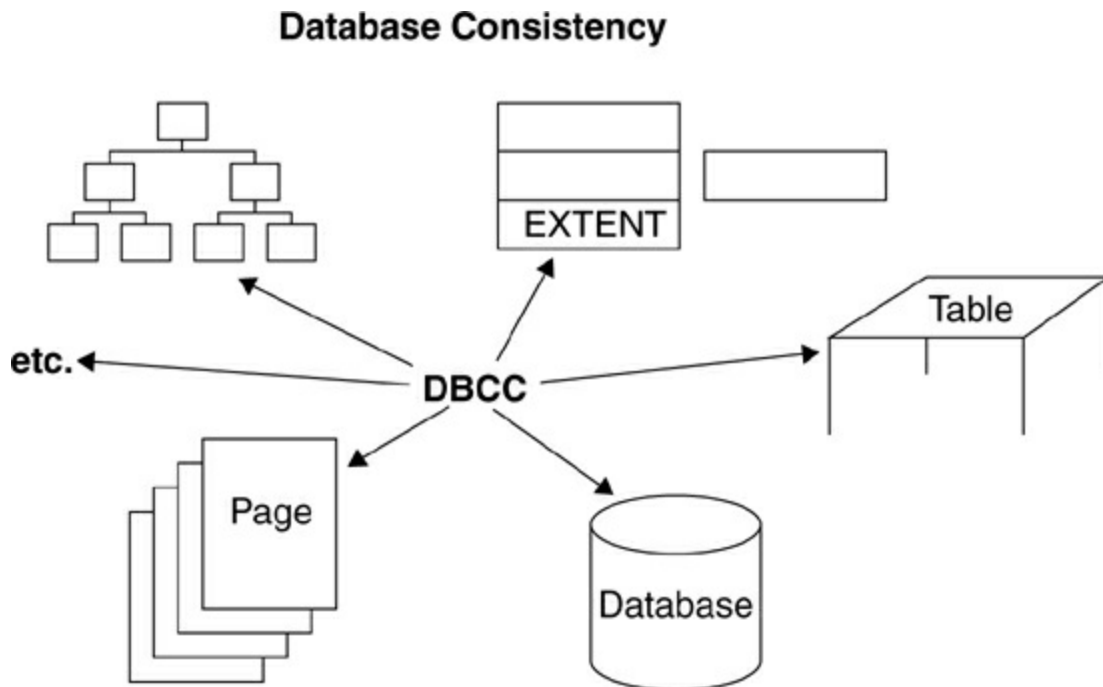 Database Consistency
EXTENT
Table
etc.
DBCC
Page
Database